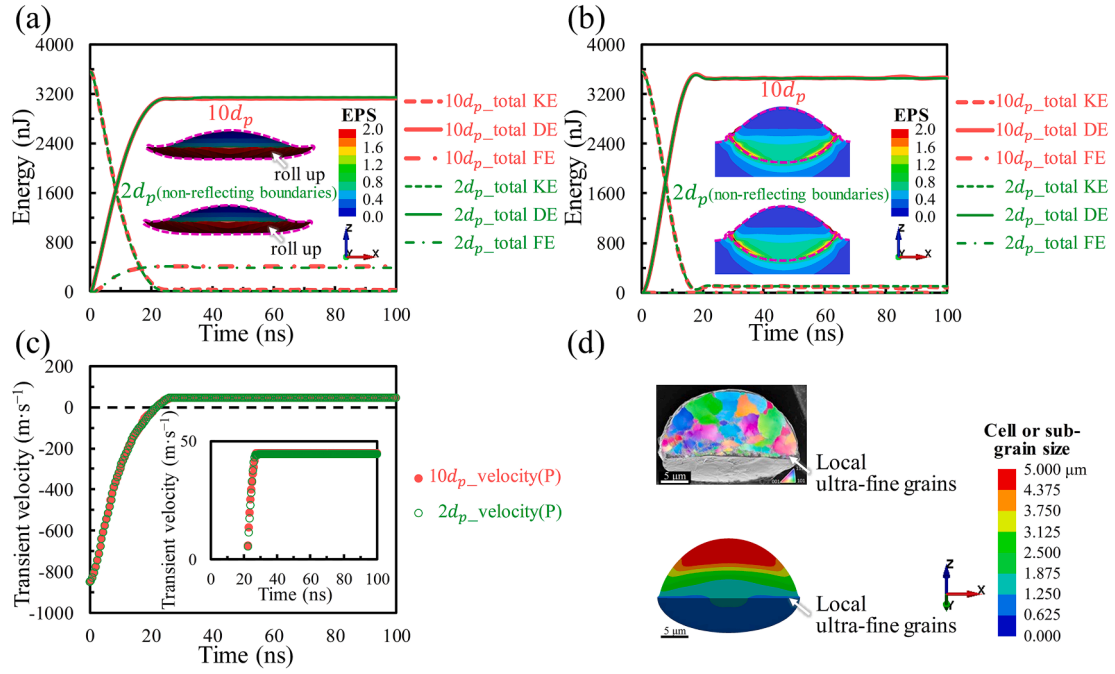 (a)
4000
3200
2400
1600
800
0
Energy (nJ)
0 20 40 60 80 100
Time (ns)
10dₚ
EPS
2.0
1.6
1.2
0.8
0.4
0.0
roll up
2dₚ(non-reflecting boundaries)
roll up
Z
X
10dₚ_total KE
10dₚ_total DE
10dₚ_total FE
2dₚ_total KE
2dₚ_total DE
2dₚ_total FE
(b)
4000
3200
2400
1600
800
0
Energy (nJ)
0 20 40 60 80 100
Time (ns)
10dₚ
EPS
2.0
1.6
1.2
0.8
0.4
0.0
2dₚ(non-reflecting boundaries)
Z
X
10dₚ_total KE
10dₚ_total DE
10dₚ_total FE
2dₚ_total KE
2dₚ_total DE
2dₚ_total FE
(c)
200
0
-200
-400
-600
-800
-1000
Transient velocity (m·s⁻¹)
0 20 40 60 80 100
Time (ns)
50
0
Transient velocity (m·s⁻¹)
0 20 40 60 80 100
Time (ns)
10dₚ_velocity(P)
2dₚ_velocity(P)
(d)
5 μm
001 101
Local
ultra-fine grains
5 μm
Local
ultra-fine grains
Z
X
Y
Cell or sub-
grain size
5.000 μm
4.375
3.750
3.125
2.500
1.875
1.250
0.625
0.000